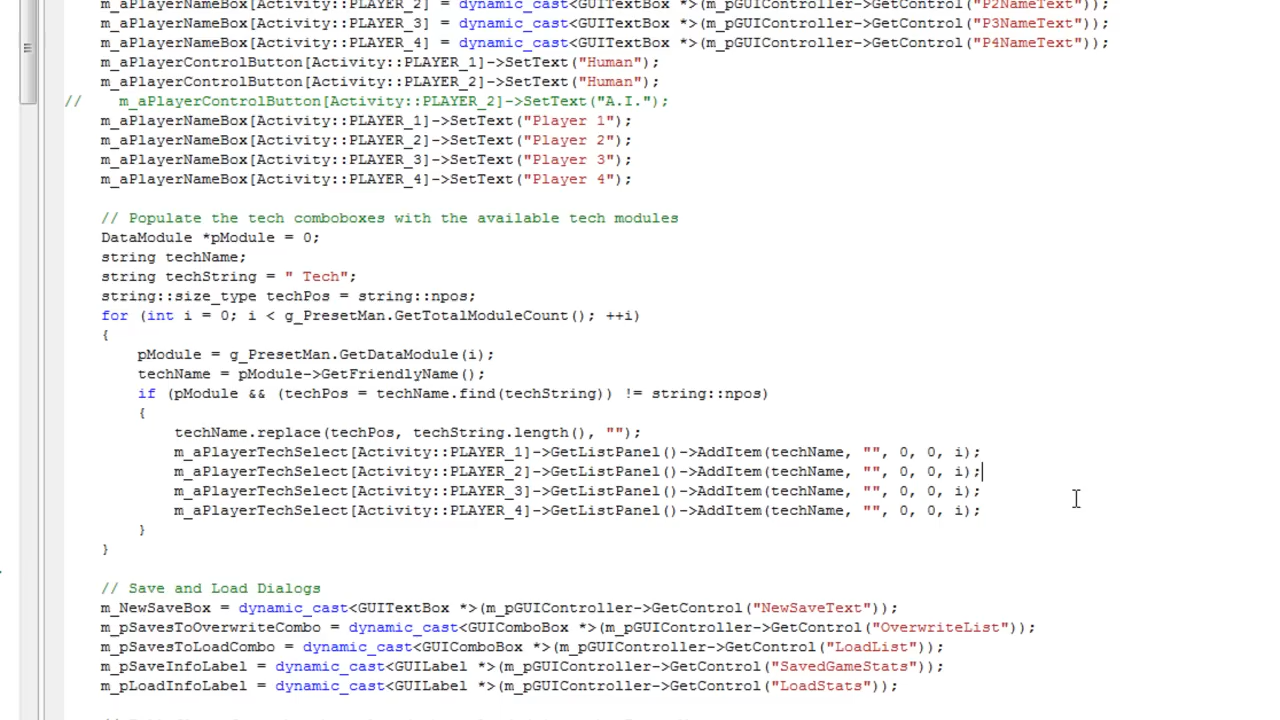 m_aPlayerNameBox[Activity::PLAYER_2] = dynamic_cast<GUITextBox *>(m_pGUIController->GetControl("P2NameText"));
m_aPlayerNameBox[Activity::PLAYER_3] = dynamic_cast<GUITextBox *>(m_pGUIController->GetControl("P3NameText"));
m_aPlayerNameBox[Activity::PLAYER_4] = dynamic_cast<GUITextBox *>(m_pGUIController->GetControl("P4NameText"));
m_aPlayerControlButton[Activity::PLAYER_1]->SetText("Human");
m_aPlayerControlButton[Activity::PLAYER_2]->SetText("Human");
//    m_aPlayerControlButton[Activity::PLAYER_2]->SetText("A.I.");
m_aPlayerNameBox[Activity::PLAYER_1]->SetText("Player 1");
m_aPlayerNameBox[Activity::PLAYER_2]->SetText("Player 2");
m_aPlayerNameBox[Activity::PLAYER_3]->SetText("Player 3");
m_aPlayerNameBox[Activity::PLAYER_4]->SetText("Player 4");
// Populate the tech comboboxes with the available tech modules
DataModule *pModule = 0;
string techName;
string techString = " Tech";
string::size_type techPos = string::npos;
for (int i = 0; i < g_PresetMan.GetTotalModuleCount(); ++i)
{
pModule = g_PresetMan.GetDataModule(i);
techName = pModule->GetFriendlyName();
if (pModule && (techPos = techName.find(techString)) != string::npos)
{
techName.replace(techPos, techString.length(), "");
m_aPlayerTechSelect[Activity::PLAYER_1]->GetListPanel()->AddItem(techName, "", 0, 0, i);
m_aPlayerTechSelect[Activity::PLAYER_2]->GetListPanel()->AddItem(techName, "", 0, 0, i);
m_aPlayerTechSelect[Activity::PLAYER_3]->GetListPanel()->AddItem(techName, "", 0, 0, i);
m_aPlayerTechSelect[Activity::PLAYER_4]->GetListPanel()->AddItem(techName, "", 0, 0, i);
}
}
// Save and Load Dialogs
m_NewSaveBox = dynamic_cast<GUITextBox *>(m_pGUIController->GetControl("NewSaveText"));
m_pSavesToOverwriteCombo = dynamic_cast<GUIComboBox *>(m_pGUIController->GetControl("OverwriteList"));
m_pSavesToLoadCombo = dynamic_cast<GUIComboBox *>(m_pGUIController->GetControl("LoadList"));
m_pSaveInfoLabel = dynamic_cast<GUILabel *>(m_pGUIController->GetControl("SavedGameStats"));
m_pLoadInfoLabel = dynamic_cast<GUILabel *>(m_pGUIController->GetControl("LoadStats"));